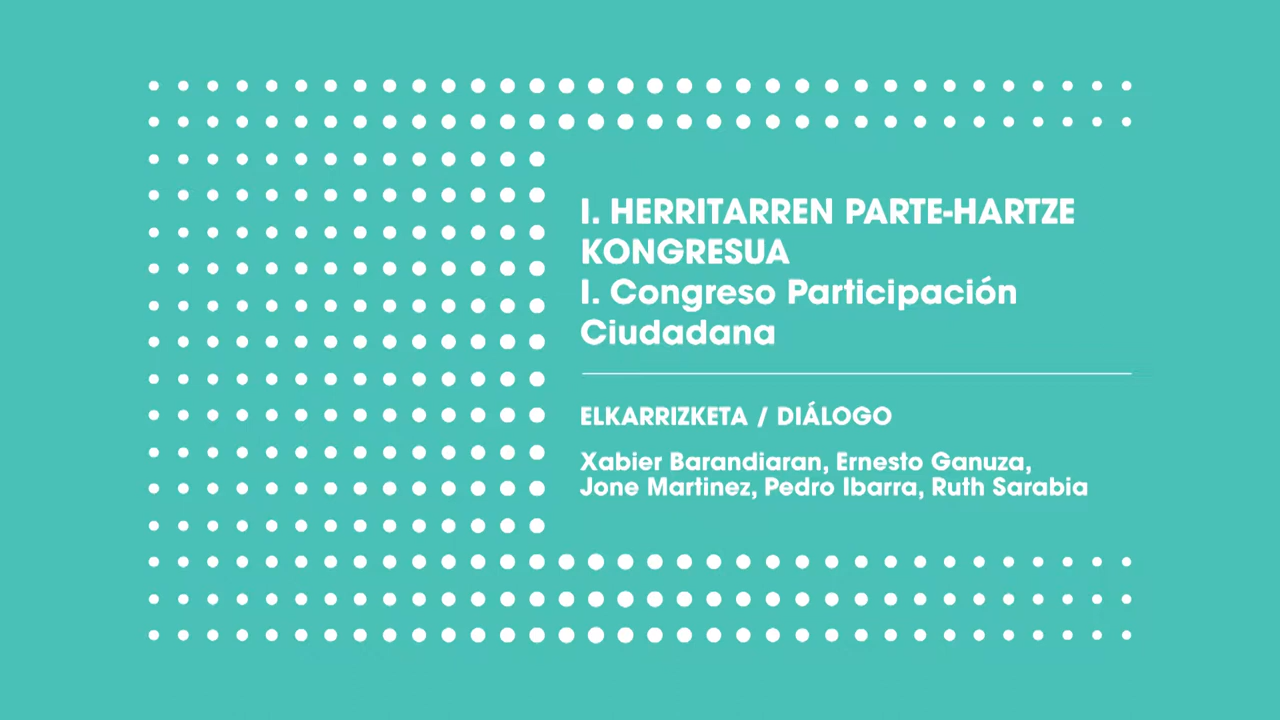 I. HERRITARREN PARTE-HARTZE
KONGRESUA
I. Congreso Participación
Ciudadana
ELKARRIZKETA / DIÁLOGO
Xabier Barandiaran, Ernesto Ganuza,
Jone Martinez, Pedro Ibarra, Ruth Sarabia